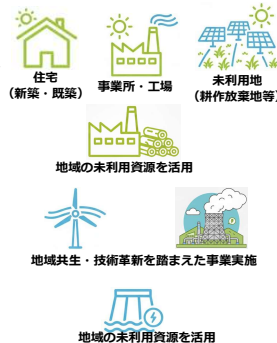 住宅
(新築・既築)
事業所・工場
未利用地
(耕作放棄地等)
地域の未利用資源を活用
地域共生・技術革新を踏まえた事業実施
地域の未利用資源を活用